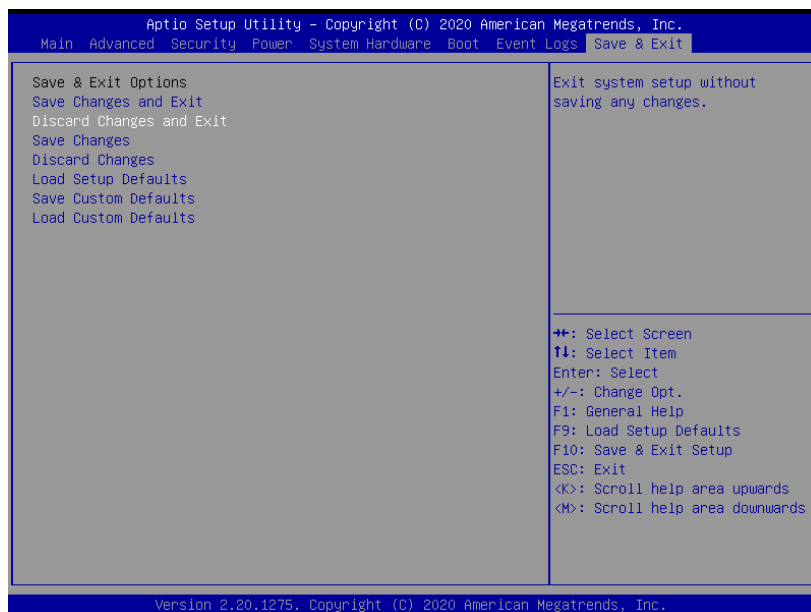 Aptio Setup Utility – Copyright (C) 2020 American Megatrends, Inc.
Main Advanced Security Power System Hardware Boot Event Logs Save & Exit
Save & Exit Options
Save Changes and Exit
Discard Changes and Exit
Save Changes
Discard Changes
Load Setup Defaults
Save Custom Defaults
Load Custom Defaults
Exit system setup without
saving any changes.
→←: Select Screen
↑↓: Select Item
Enter: Select
+/-: Change Opt.
F1: General Help
F9: Load Setup Defaults
F10: Save & Exit Setup
ESC: Exit
<K>: Scroll help area upwards
<M>: Scroll help area downwards
Version 2.20.1275. Copyright (C) 2020 American Megatrends, Inc.